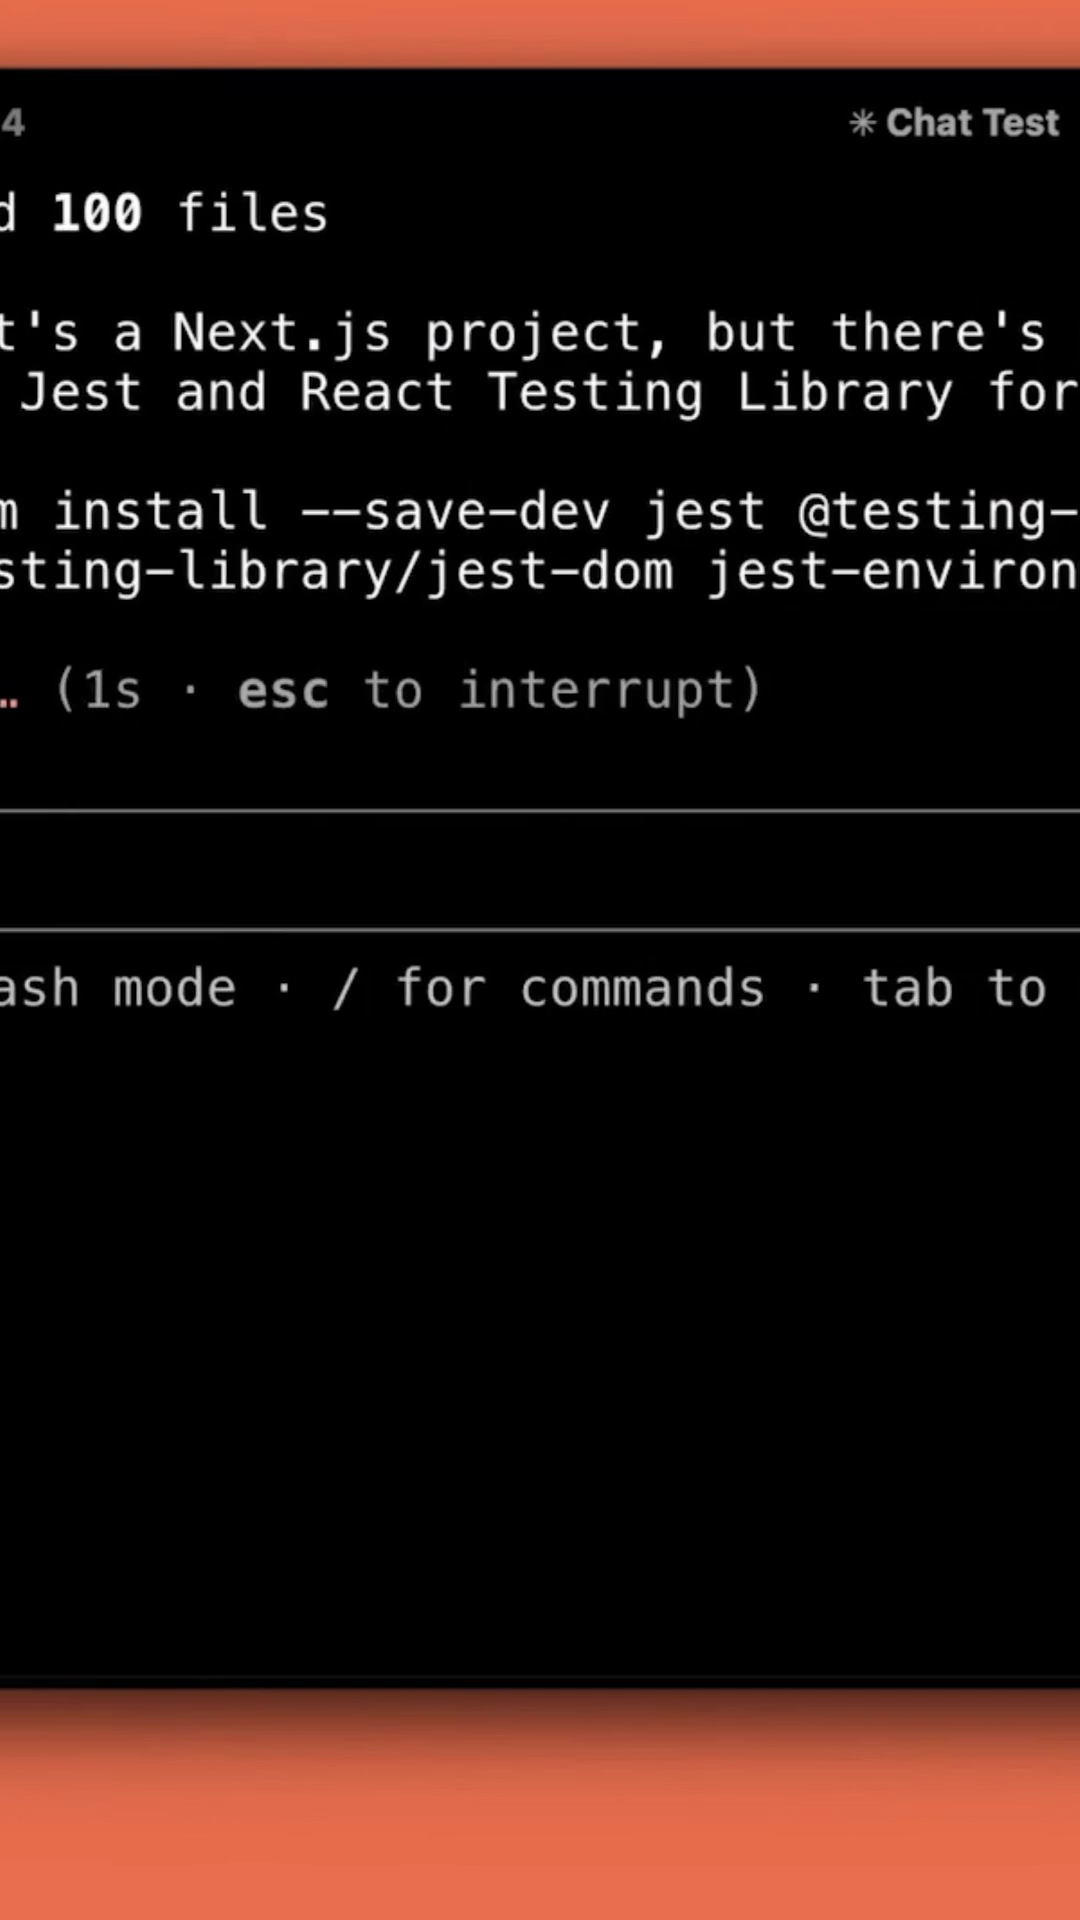 4 ✳ Chat Test
d 100 files
t's a Next.js project, but there's
Jest and React Testing Library for
m install --save-dev jest @testing-
sting-library/jest-dom jest-environ
… (1s · esc to interrupt)
ash mode · / for commands · tab to